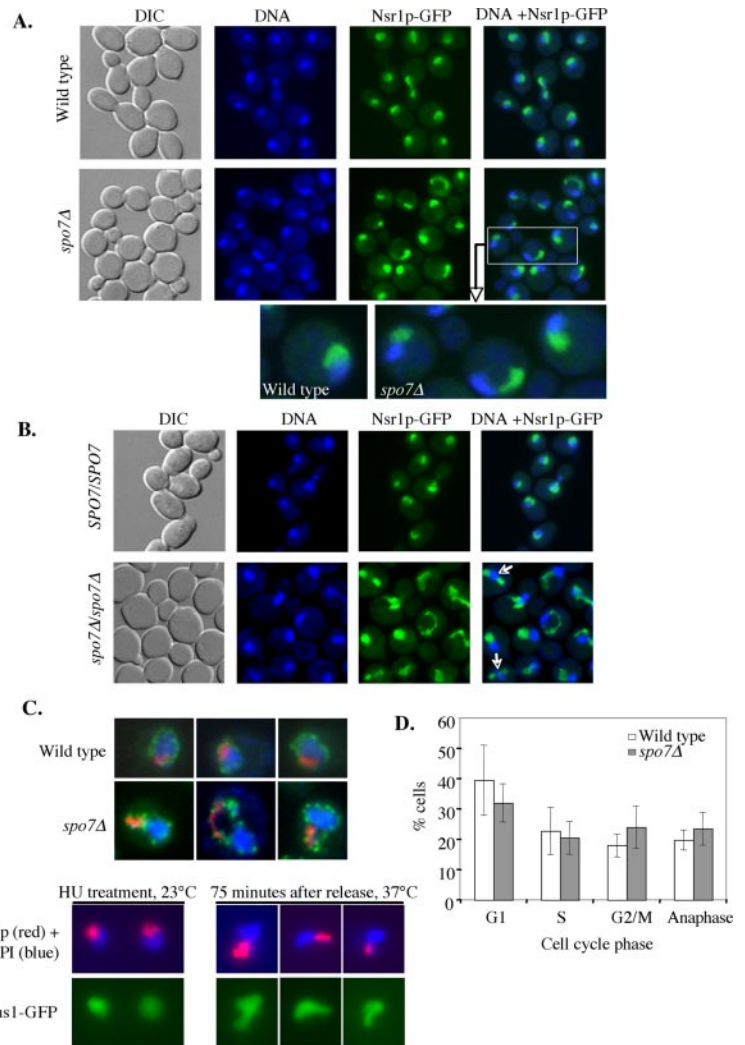 A.
DIC DNA Nsr1p-GFP DNA +Nsr1p-GFP
Wild type
spo7Δ
Wild type
spo7Δ
B.
DIC DNA Nsr1p-GFP DNA +Nsr1p-GFP
SPO7/SPO7
spo7Δ/spo7Δ
C.
Wild type
spo7Δ
HU treatment, 23°C 75 minutes after release, 37°C
p (red) +
PI (blue)
us1-GFP
D.
60
50
40
30
20
10
0
% cells
Wild type
spo7Δ
G1 S G2/M Anaphase
Cell cycle phase